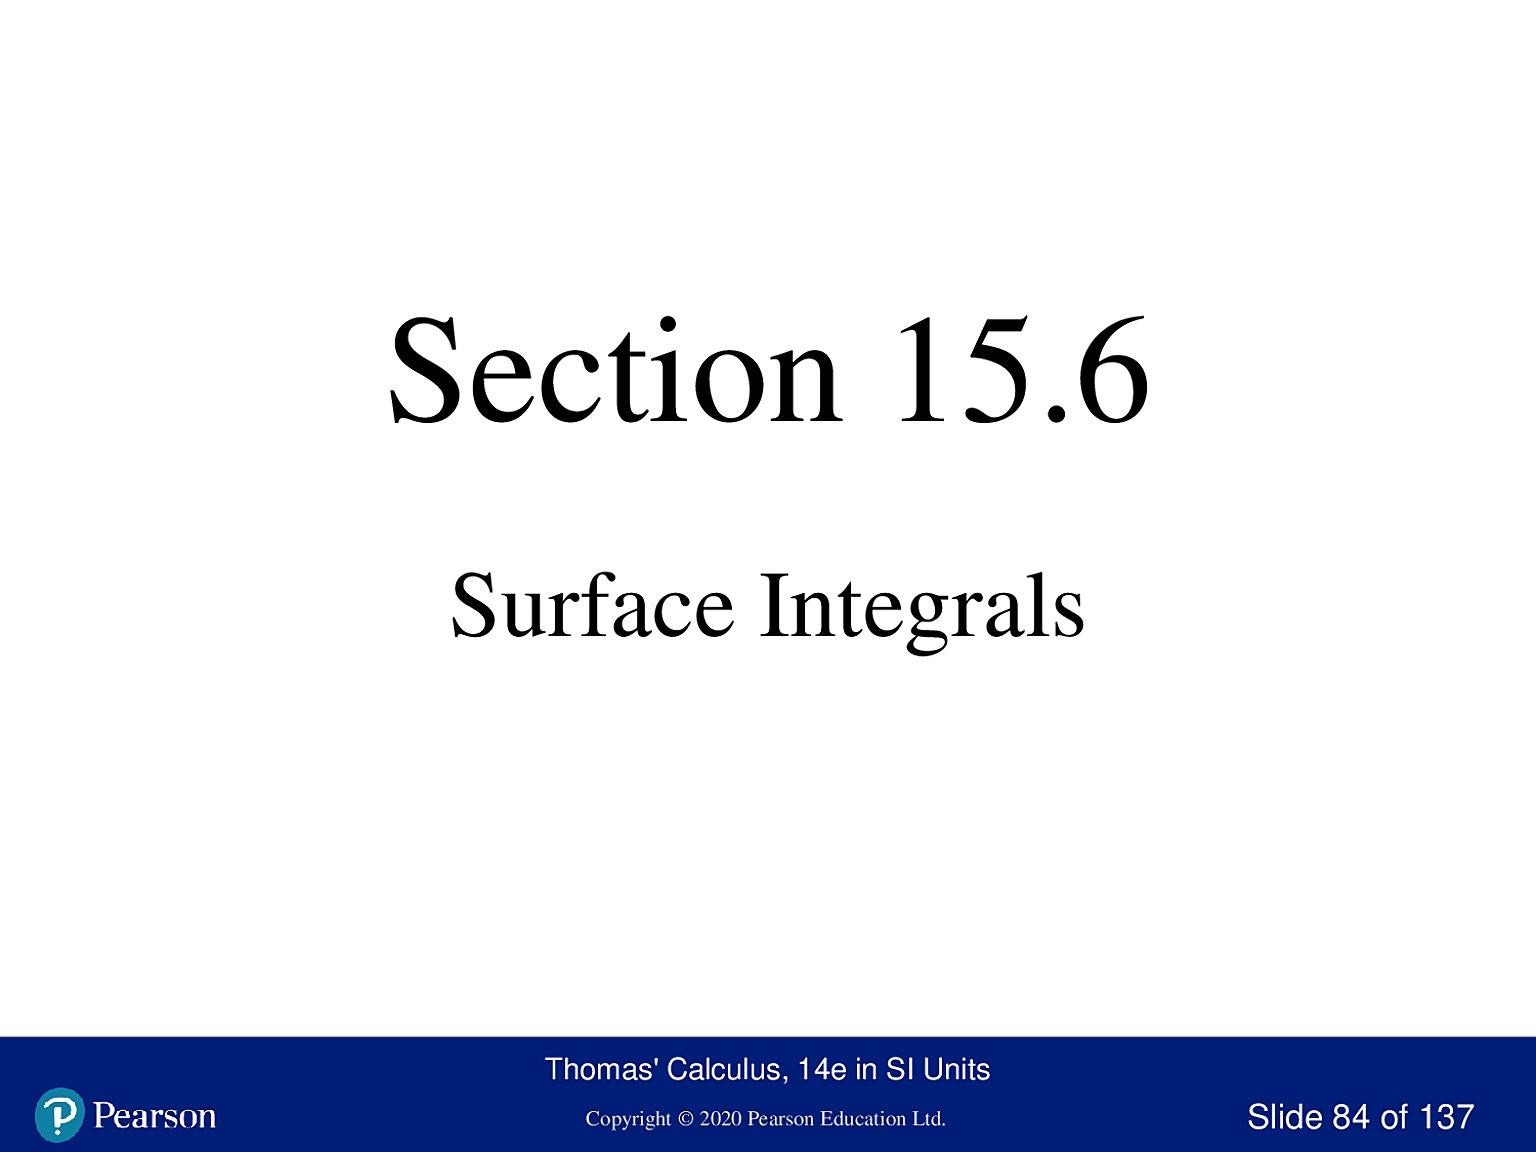 Section 15.6
Surface Integrals
Thomas' Calculus, 14e in SI Units
Pearson
Copyright © 2020 Pearson Education Ltd.
Slide 84 of 137